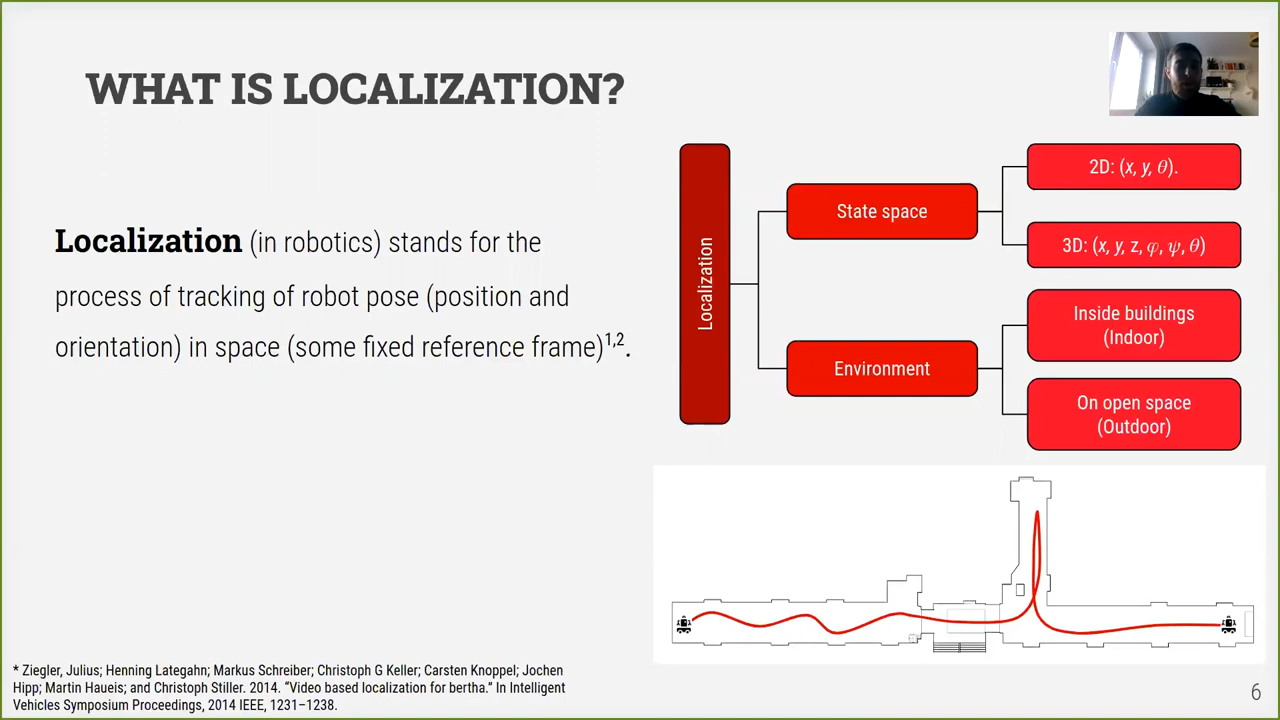 WHAT IS LOCALIZATION?
Localization (in robotics) stands for the
process of tracking of robot pose (position and
orientation) in space (some fixed reference frame)1,2.
Localization
State space
2D: (x, y, θ).
3D: (x, y, z, φ, ψ, θ)
Environment
Inside buildings
(Indoor)
On open space
(Outdoor)
* Ziegler, Julius; Henning Lategahn; Markus Schreiber; Christoph G Keller; Carsten Knoppel; Jochen
Hipp; Martin Haueis; and Christoph Stiller. 2014. “Video based localization for bertha.” In Intelligent
Vehicles Symposium Proceedings, 2014 IEEE, 1231–1238.
6